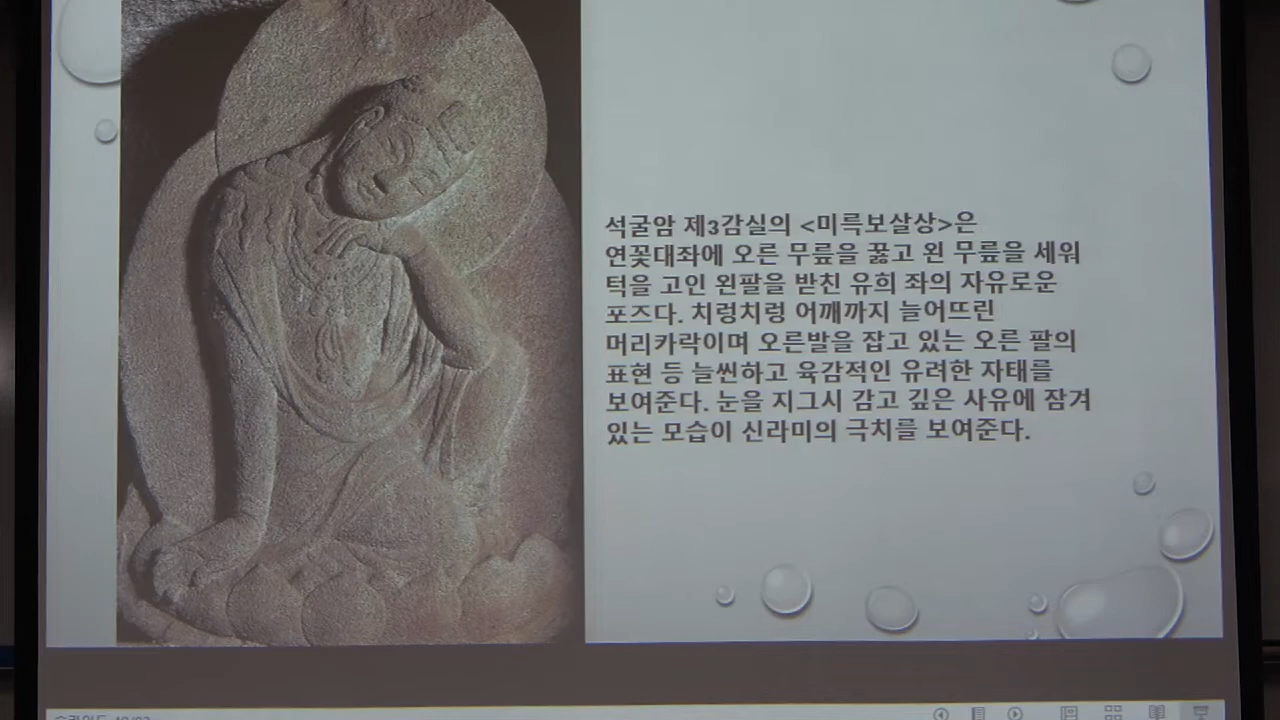 석굴암 제3감실의 <미륵보살상>은
연꽃대좌에 오른 무릎을 꿇고 왼 무릎을 세워
턱을 고인 왼팔을 받친 유희 좌의 자유로운
포즈다. 치렁치렁 어깨까지 늘어뜨린
머리카락이며 오른발을 잡고 있는 오른 팔의
표현 등 늘씬하고 육감적인 유려한 자태를
보여준다. 눈을 지그시 감고 깊은 사유에 잠겨
있는 모습이 신라미의 극치를 보여준다.